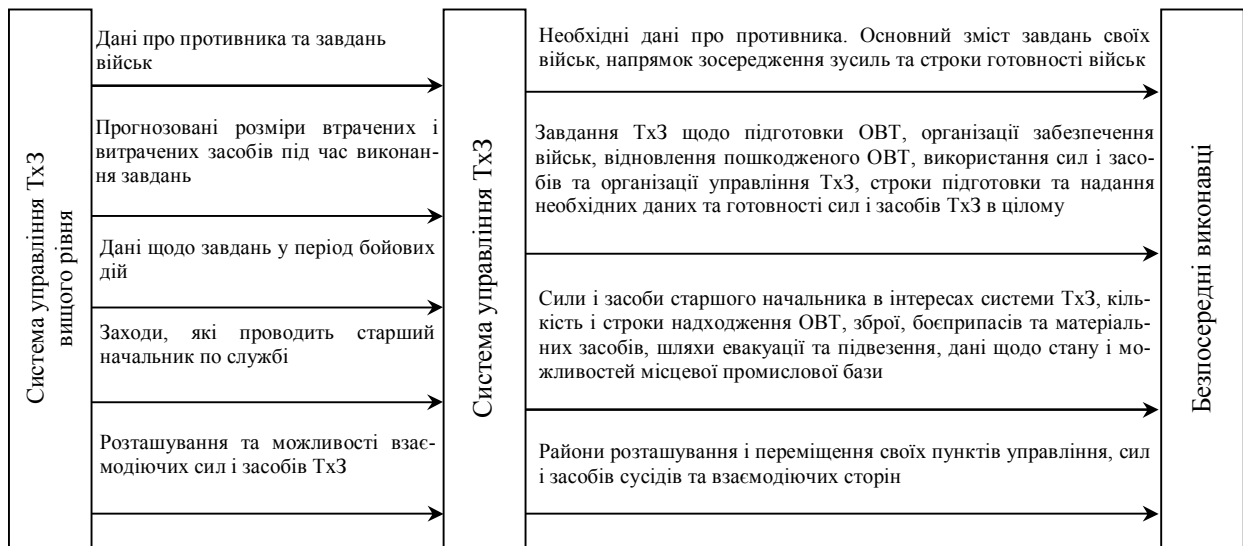 Система управління ТхЗ
вищого рівня
Дані про противника та завдань
військ
Прогнозовані розміри втрачених і
витрачених засобів під час виконан-
ня завдань
Дані щодо завдань у період бойових
дій
Заходи, які проводить старший
начальник по службі
Розташування та можливості взає-
модіючих сил і засобів ТхЗ
Система управління ТхЗ
Необхідні дані про противника. Основний зміст завдань своїх
військ, напрямок зосередження зусиль та строки готовності військ
Завдання ТхЗ щодо підготовки ОВТ, організації забезпечення
військ, відновлення пошкодженого ОВТ, використання сил і засо-
бів та організації управління ТхЗ, строки підготовки та надання
необхідних даних та готовності сил і засобів ТхЗ в цілому
Сили і засоби старшого начальника в інтересах системи ТхЗ, кіль-
кість і строки надходження ОВТ, зброї, боєприпасів та матеріаль-
них засобів, шляхи евакуації та підвезення, дані щодо стану і мо-
жливостей місцевої промислової бази
Райони розташування і переміщення своїх пунктів управління, сил
і засобів сусідів та взаємодіючих сторін
Безпосередні виконавці